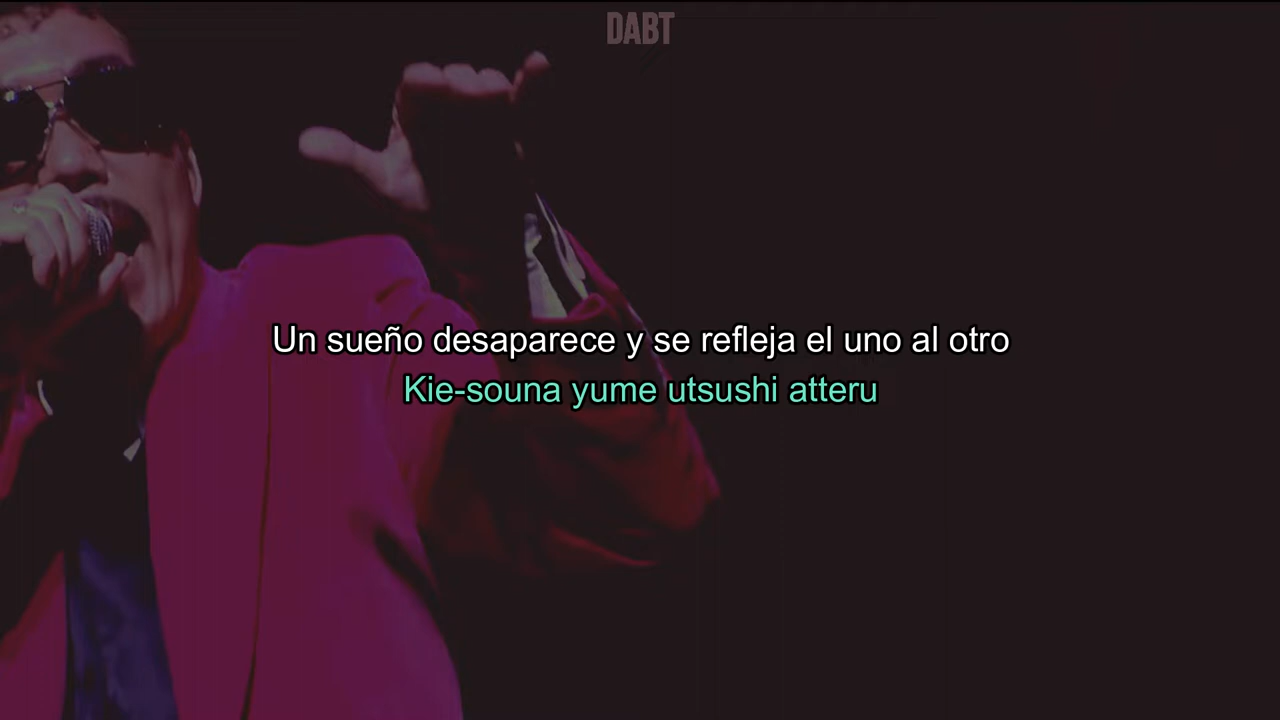 DABT
Un sueño desaparece y se refleja el uno al otro
Kie-souna yume utsushi atteru